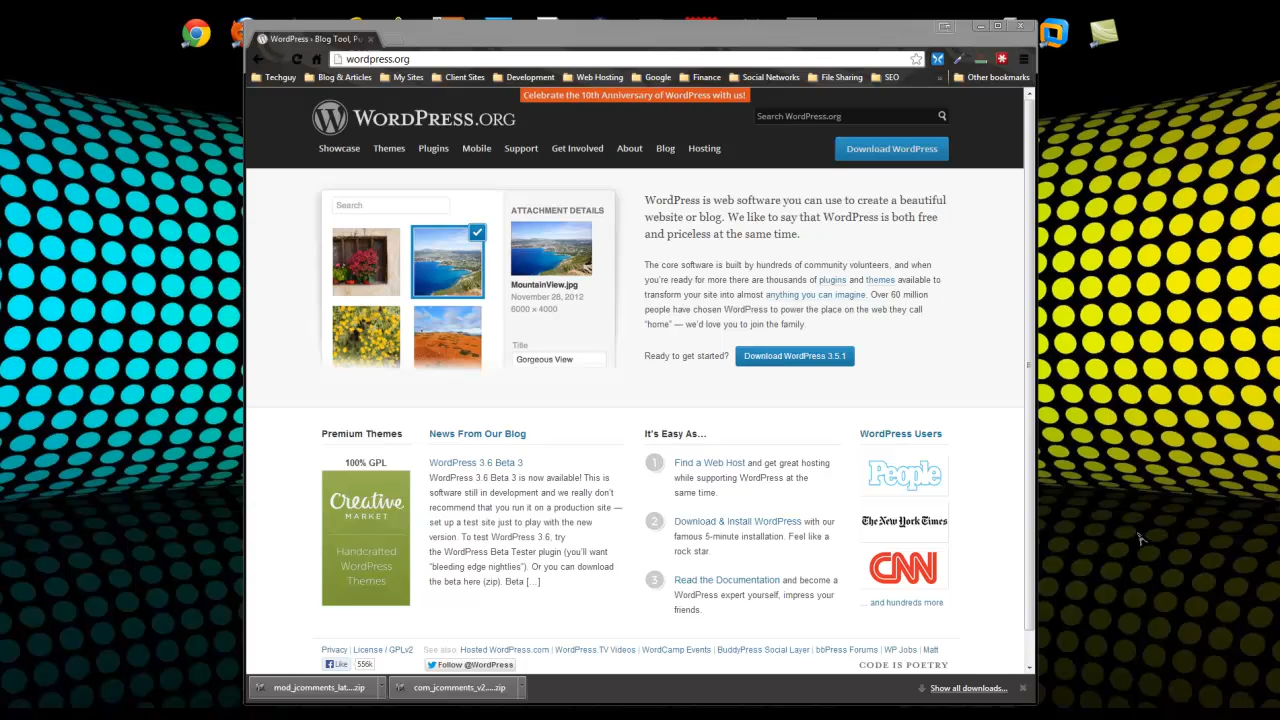 WordPress › Blog Tool, Pu
wordpress.org
Techguy
Blog & Articles
My Sites
Client Sites
Development
Web Hosting
Google
Finance
Social Networks
File Sharing
SEO
»
Other bookmarks
Celebrate the 10th Anniversary of WordPress with us!
WORDPRESS.ORG
Search WordPress.org
Showcase
Themes
Plugins
Mobile
Support
Get Involved
About
Blog
Hosting
Download WordPress
Search
ATTACHMENT DETAILS
MountainView.jpg
November 28, 2012
6000 × 4000
Title
Gorgeous View
WordPress is web software you can use to create a beautiful
website or blog. We like to say that WordPress is both free
and priceless at the same time.
The core software is built by hundreds of community volunteers, and when
you're ready for more there are thousands of plugins and themes available to
transform your site into almost anything you can imagine. Over 60 million
people have chosen WordPress to power the place on the web they call
“home” — we'd love you to join the family.
Ready to get started?
Download WordPress 3.5.1
Premium Themes
100% GPL
Creative
MARKET
Handcrafted
WordPress
Themes
News From Our Blog
WordPress 3.6 Beta 3
WordPress 3.6 Beta 3 is now available! This is
software still in development and we really don't
recommend that you run it on a production site —
set up a test site just to play with the new
version. To test WordPress 3.6, try
the WordPress Beta Tester plugin (you'll want
“bleeding edge nightlies”). Or you can download
the beta here (zip). Beta […]
It's Easy As…
1
Find a Web Host and get great hosting
while supporting WordPress at the
same time.
2
Download & Install WordPress with our
famous 5-minute installation. Feel like a
rock star.
3
Read the Documentation and become a
WordPress expert yourself, impress your
friends.
WordPress Users
People
The New York Times
CNN
... and hundreds more
Privacy | License / GPLv2
See also: Hosted WordPress.com | WordPress.TV Videos | WordCamp Events | BuddyPress Social Layer | bbPress Forums | WP Jobs | Matt
Like
556k
Follow @WordPress
CODE IS POETRY
mod_jcomments_lat....zip
com_jcomments_v2.....zip
Show all downloads...